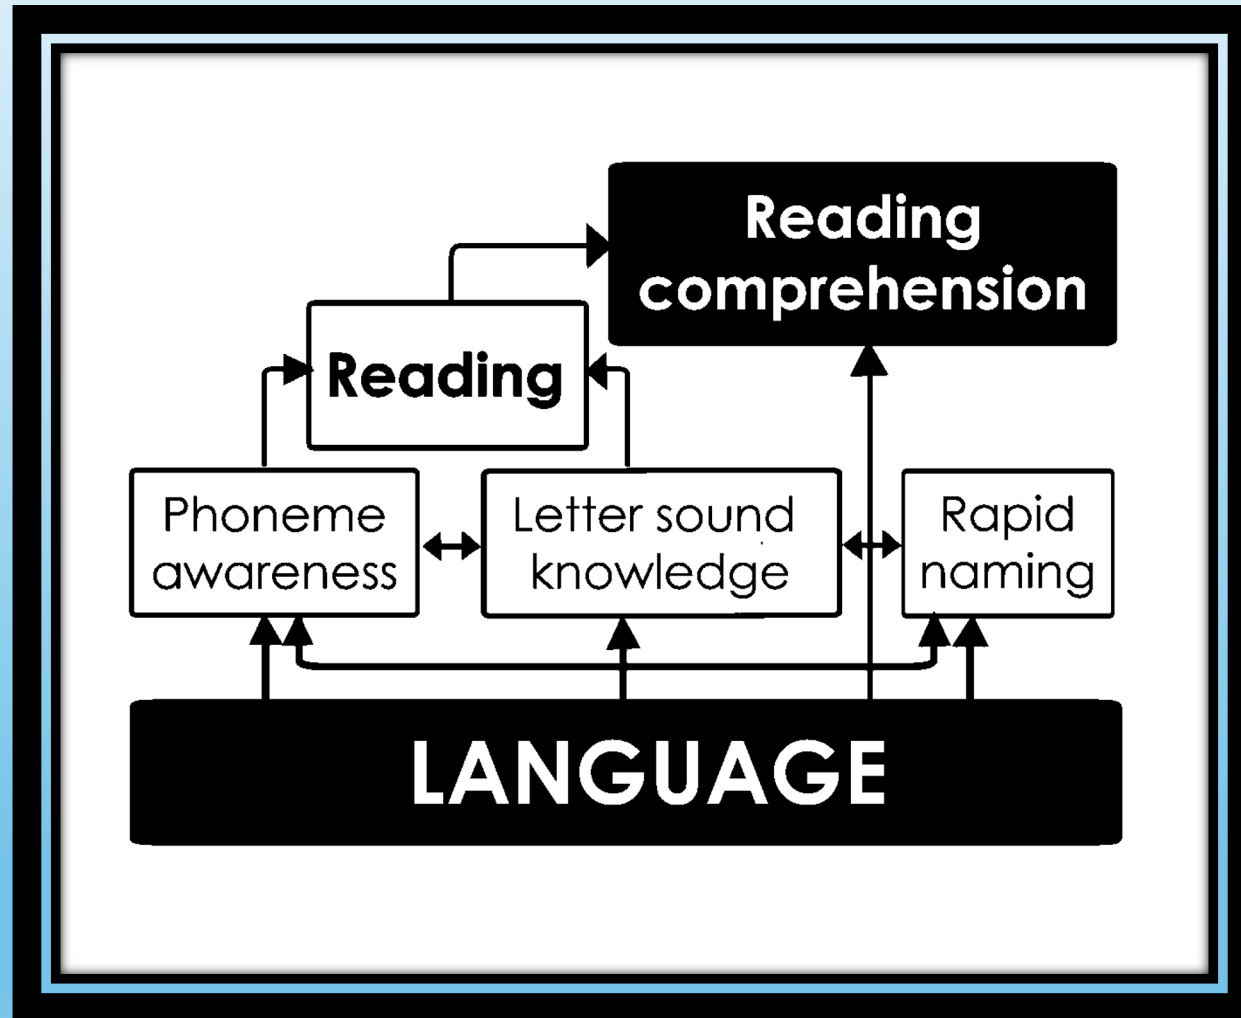 Reading
comprehension
Reading
Phoneme
awareness
Letter sound
knowledge
Rapid
naming
LANGUAGE